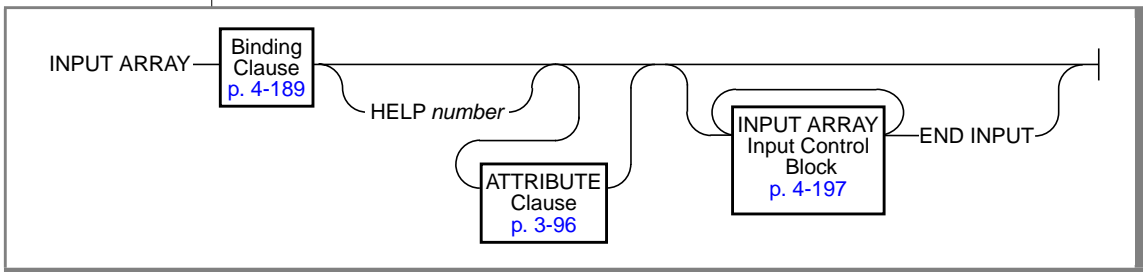 INPUT ARRAY
Binding
Clause
p. 4-189
HELP number
ATTRIBUTE
Clause
p. 3-96
INPUT ARRAY
Input Control
Block
p. 4-197
END INPUT